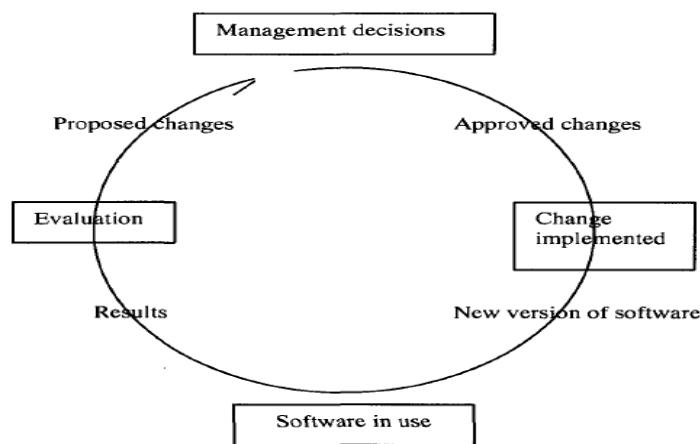 Management decisions
Proposed changes
Approved changes
Evaluation
Change
implemented
Results
New version of software
Software in use